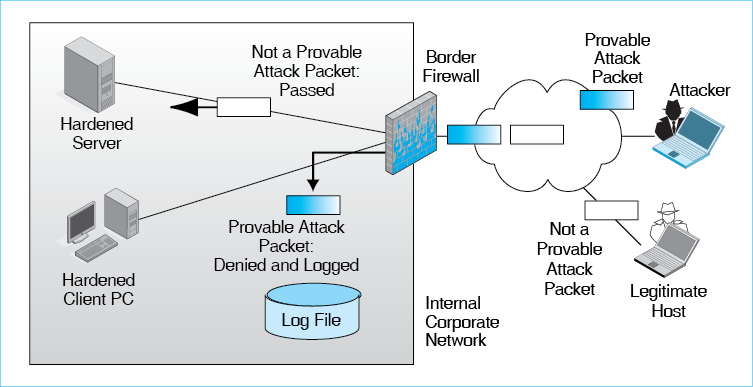 Not a Provable
Attack Packet:
Passed
Border
Firewall
Provable
Attack
Packet
Attacker
Hardened
Server
Provable Attack
Packet:
Denied and Logged
Not a
Provable
Attack
Packet
Hardened
Client PC
Log File
Internal
Corporate
Network
Legitimate
Host